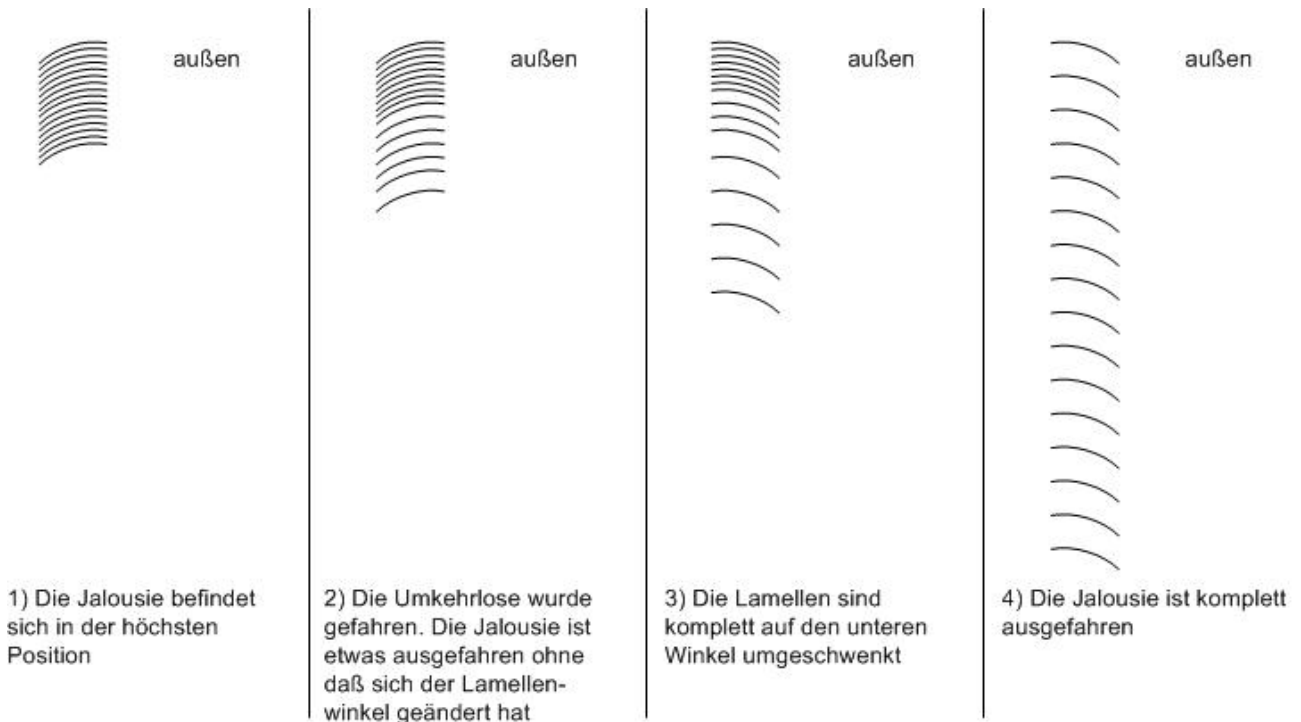 außen
außen
außen
außen
1) Die Jalousie befindet
sich in der höchsten
Position
2) Die Umkehrlose wurde
gefahren. Die Jalousie ist
etwas ausgefahren ohne
daß sich der Lamellen-
winkel geändert hat
3) Die Lamellen sind
komplett auf den unteren
Winkel umgeschwenkt
4) Die Jalousie ist komplett
ausgefahren